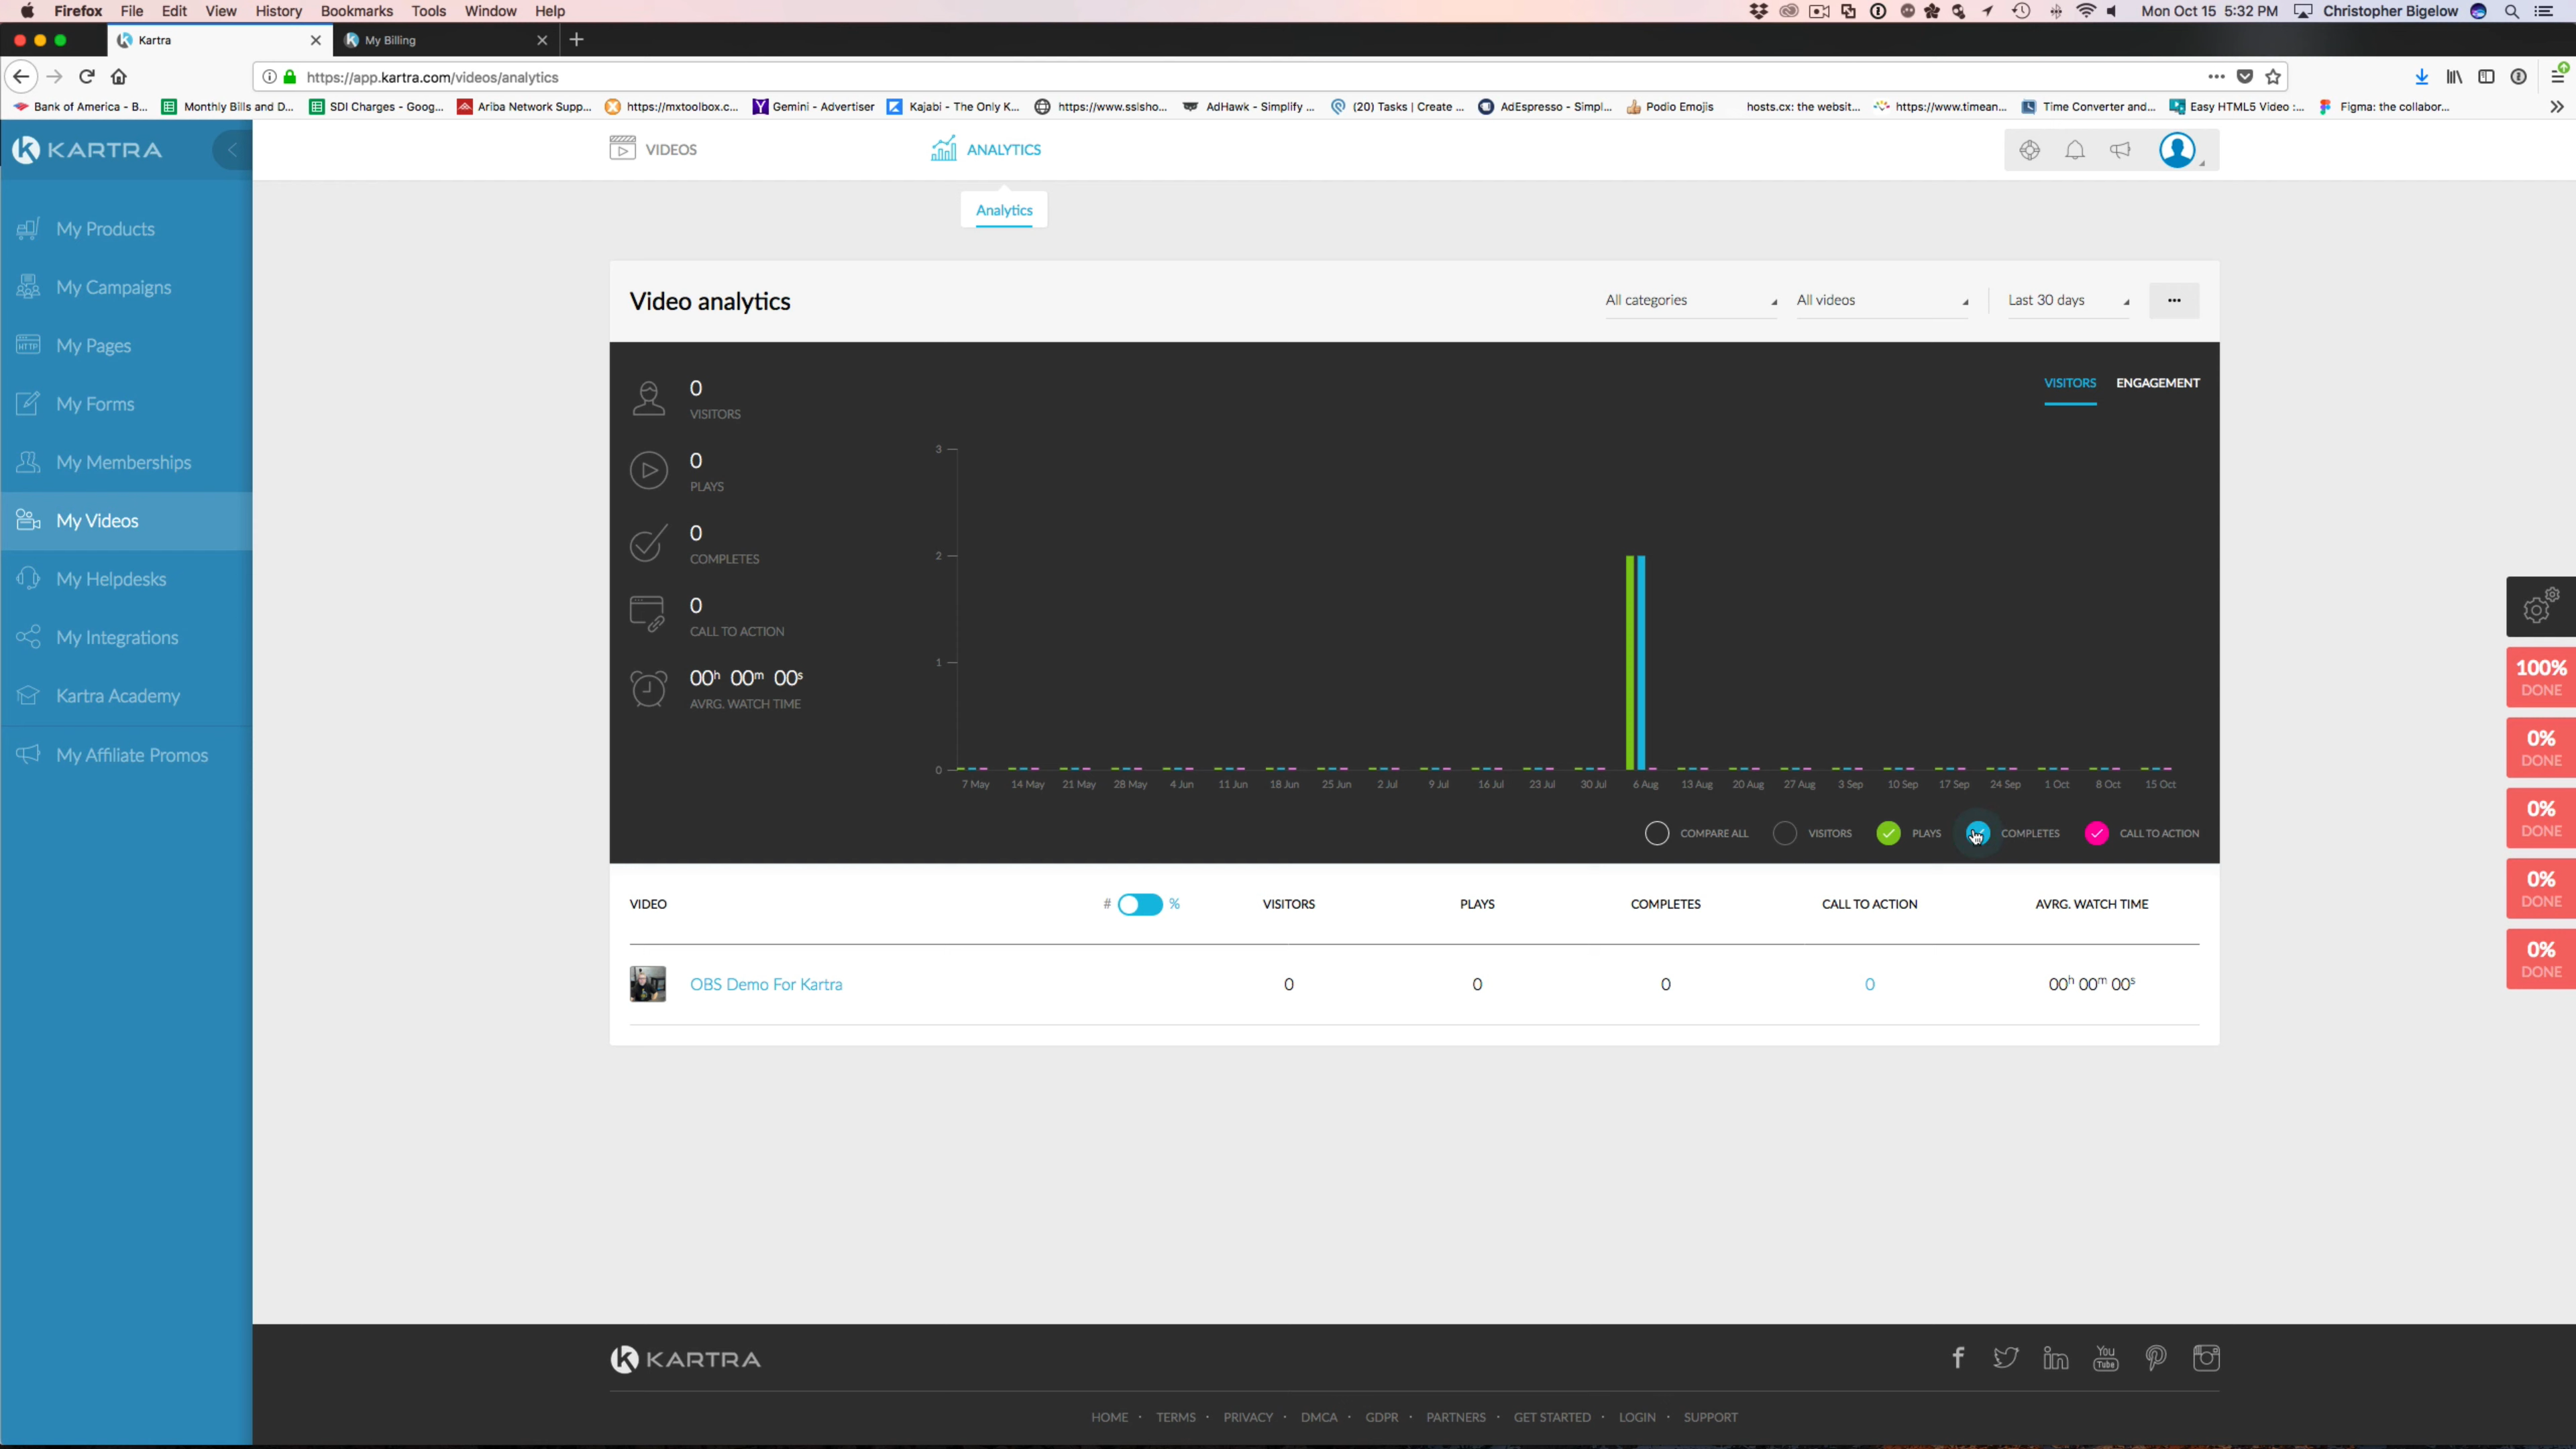 Firefox File Edit View History Bookmarks Tools Window Help Mon Oct 15 5:32 PM Christopher Bigelow
Kartra My Billing
https://app.kartra.com/videos/analytics
Bank of America - B... Monthly Bills and D... SDI Charges - Goog... Ariba Network Supp... https://mxtoolbox.c... Gemini - Advertiser Kajabi - The Only K... https://www.sslsho... AdHawk - Simplify ... (20) Tasks | Create ... AdEspresso - Simpl... Podio Emojis hosts.cx: the websit... https://www.timean... Time Converter and... Easy HTML5 Video :... Figma: the collabor...
KARTRA
VIDEOS ANALYTICS
Analytics
My Products
My Campaigns
My Pages
My Forms
My Memberships
My Videos
My Helpdesks
My Integrations
Kartra Academy
My Affiliate Promos
HTTP
Video analytics All categories All videos Last 30 days
VISITORS ENGAGEMENT
0
VISITORS
0
PLAYS
0
COMPLETES
0
CALL TO ACTION
00h 00m 00s
AVRG. WATCH TIME
3
2
1
0
7 May 14 May 21 May 28 May 4 Jun 11 Jun 18 Jun 25 Jun 2 Jul 9 Jul 16 Jul 23 Jul 30 Jul 6 Aug 13 Aug 20 Aug 27 Aug 3 Sep 10 Sep 17 Sep 24 Sep 1 Oct 8 Oct 15 Oct
COMPARE ALL VISITORS PLAYS COMPLETES CALL TO ACTION
VIDEO # % VISITORS PLAYS COMPLETES CALL TO ACTION AVRG. WATCH TIME
OBS Demo For Kartra 0 0 0 0 00h 00m 00s
100%
DONE
0%
DONE
0%
DONE
0%
DONE
0%
DONE
KARTRA
You
Tube
HOME · TERMS · PRIVACY · DMCA · GDPR · PARTNERS · GET STARTED · LOGIN · SUPPORT